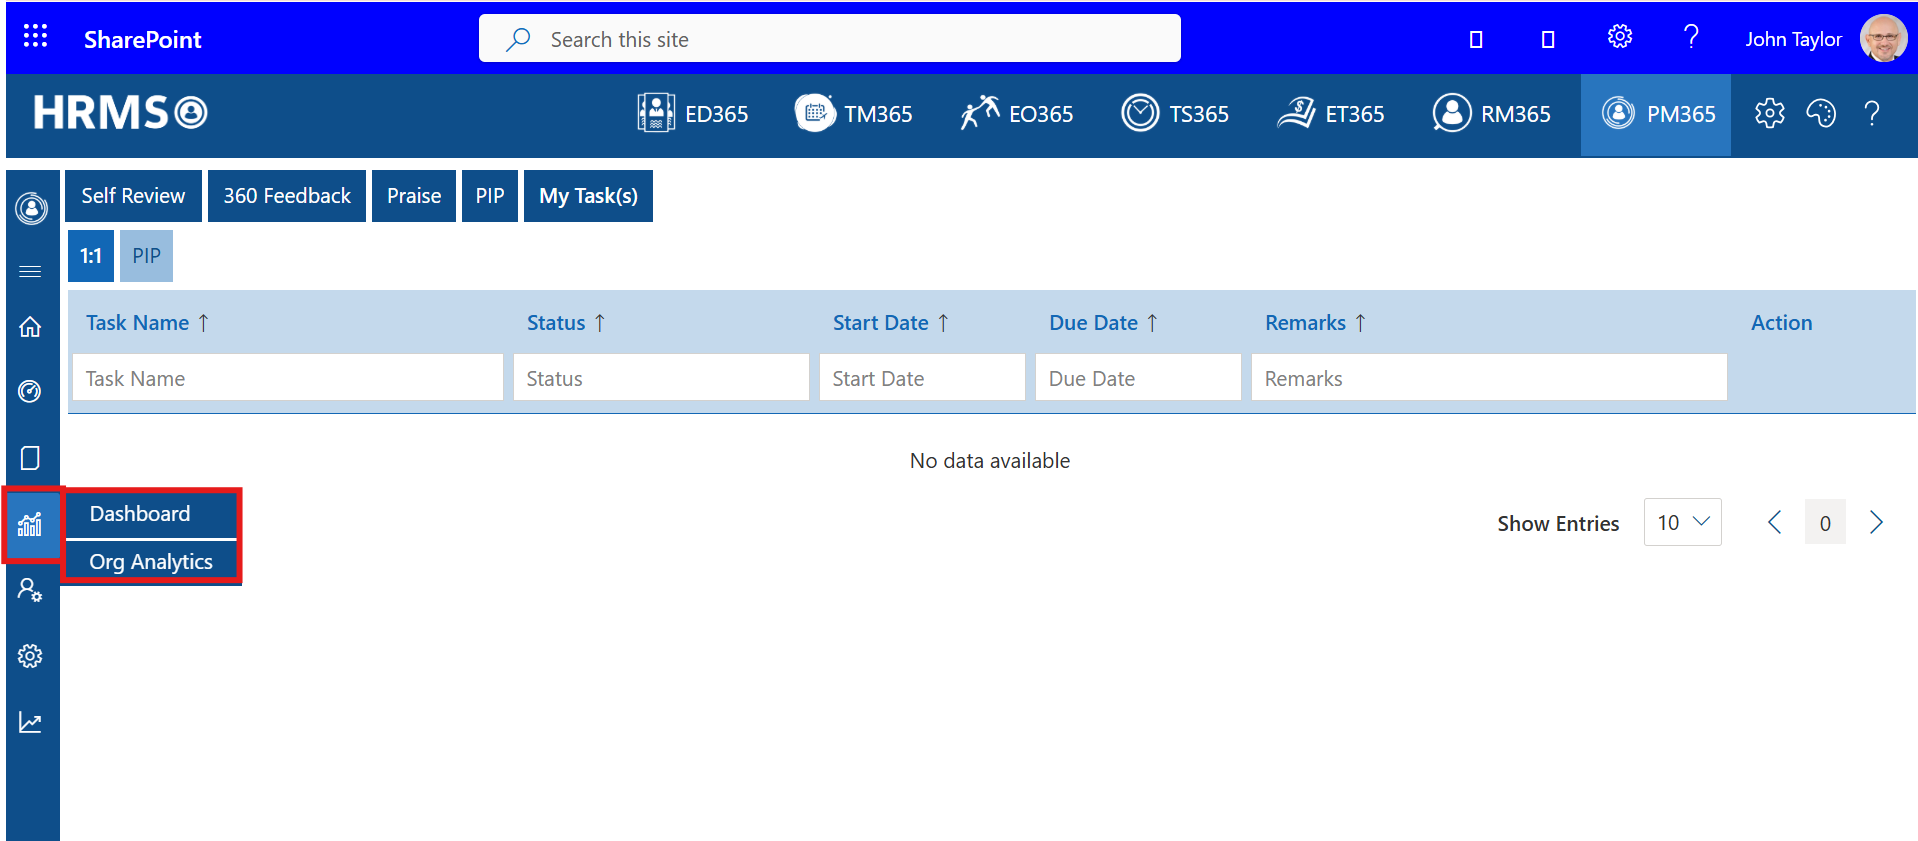 SharePoint
Search this site
?
John Taylor
HRMS
ED365
TM365
EO365
TS365
ET365
RM365
PM365
?
Self Review
360 Feedback
Praise
PIP
My Task(s)
1:1
PIP
Task Name ↑
Status ↑
Start Date ↑
Due Date ↑
Remarks ↑
Action
Task Name
Status
Start Date
Due Date
Remarks
No data available
Dashboard
Org Analytics
Show Entries
10
0